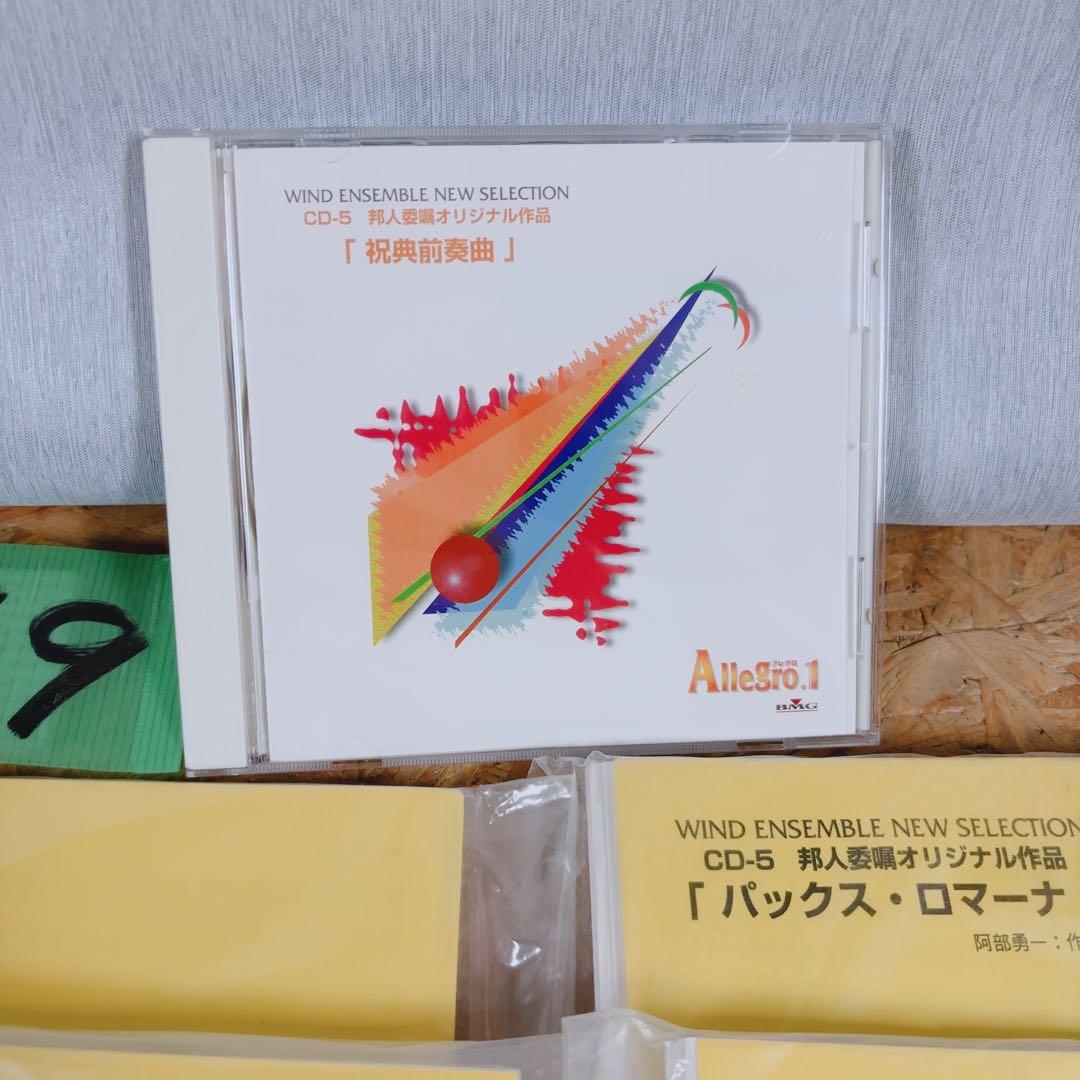 WIND ENSEMBLE NEW SELECTION
CD-5 邦人委嘱オリジナル作品
「 祝典前奏曲 」
アレグロ
Allegro.1
BMG
9
WIND ENSEMBLE NEW SELECTION
CD-5 邦人委嘱オリジナル作品
「 パックス・ロマーナ
阿部勇一：作